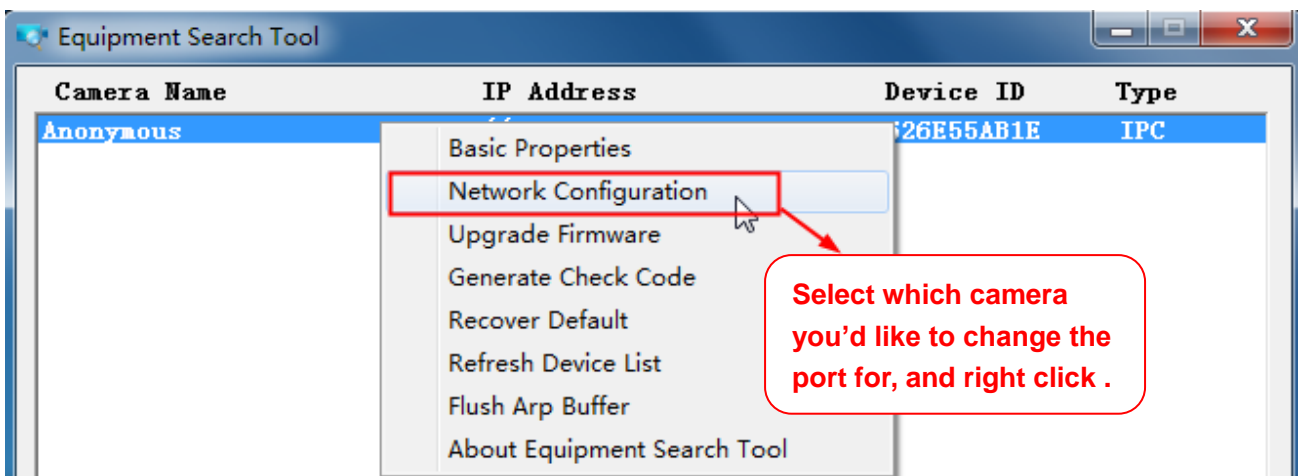 Equipment Search Tool
Camera Name IP Address Device ID Type
Anonymous 526E55AB1E IPC
Basic Properties
Network Configuration
Upgrade Firmware
Generate Check Code
Recover Default
Refresh Device List
Flush Arp Buffer
About Equipment Search Tool
Select which camera
you’d like to change the
port for, and right click .